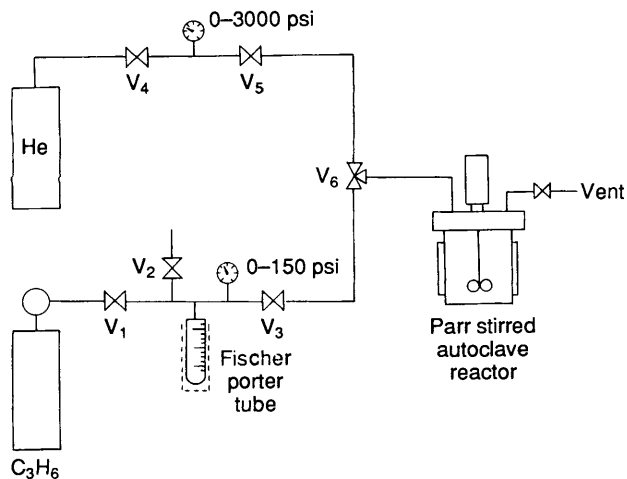 0–3000 psi
V₄
V₅
He
V₆
Vent
V₂
0–150 psi
V₁
V₃
Fischer
porter
tube
Parr stirred
autoclave
reactor
C₃H₆